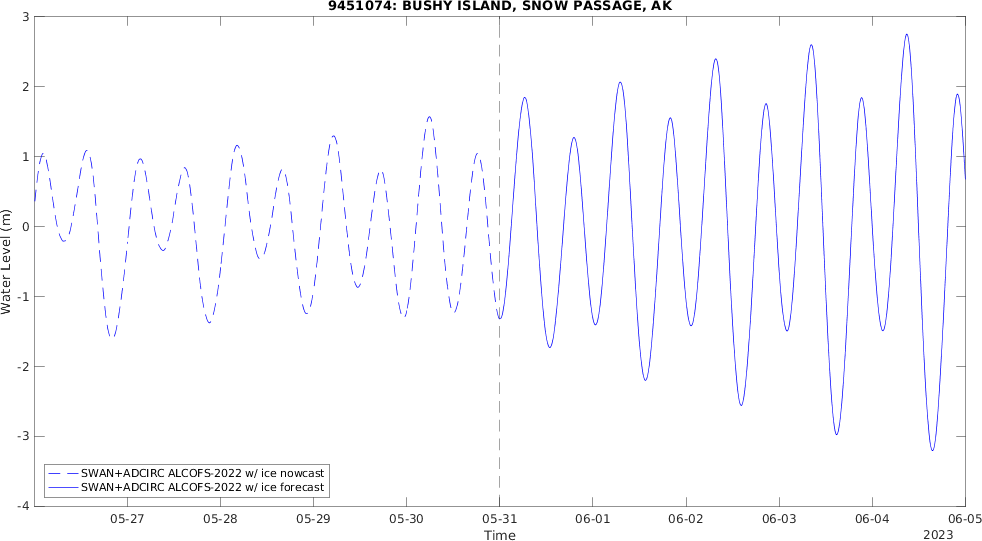 9451074: BUSHY ISLAND, SNOW PASSAGE, AK
3
2
1
0
-1
-2
-3
-4
Water Level (m)
SWAN+ADCIRC ALCOFS-2022 w/ ice nowcast
SWAN+ADCIRC ALCOFS-2022 w/ ice forecast
05-27 05-28 05-29 05-30 05-31 06-01 06-02 06-03 06-04 06-05
Time
2023